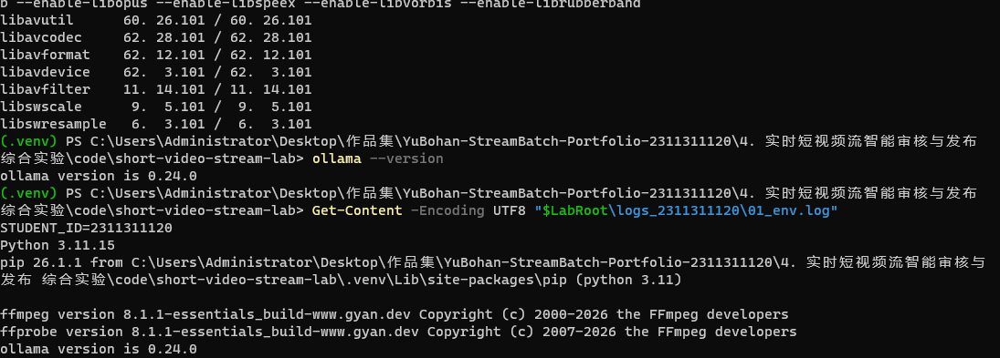 b --enable-libopus --enable-libspeex --enable-libvorbis --enable-librubberband
libavutil      60. 26.101 / 60. 26.101
libavcodec     62. 28.101 / 62. 28.101
libavformat    62. 12.101 / 62. 12.101
libavdevice    62.  3.101 / 62.  3.101
libavfilter    11. 14.101 / 11. 14.101
libswscale      9.  5.101 /  9.  5.101
libswresample   6.  3.101 /  6.  3.101
(.venv) PS C:\Users\Administrator\Desktop\作品集\YuBohan-StreamBatch-Portfolio-2311311120\4. 实时短视频流智能审核与发布
综合实验\code\short-video-stream-lab> ollama --version
ollama version is 0.24.0
(.venv) PS C:\Users\Administrator\Desktop\作品集\YuBohan-StreamBatch-Portfolio-2311311120\4. 实时短视频流智能审核与发布
综合实验\code\short-video-stream-lab> Get-Content -Encoding UTF8 "$LabRoot\logs_2311311120\01_env.log"
STUDENT_ID=2311311120
Python 3.11.15
pip 26.1.1 from C:\Users\Administrator\Desktop\作品集\YuBohan-StreamBatch-Portfolio-2311311120\4. 实时短视频流智能审核与
发布 综合实验\code\short-video-stream-lab\.venv\Lib\site-packages\pip (python 3.11)
ffmpeg version 8.1.1-essentials_build-www.gyan.dev Copyright (c) 2000-2026 the FFmpeg developers
ffprobe version 8.1.1-essentials_build-www.gyan.dev Copyright (c) 2007-2026 the FFmpeg developers
ollama version is 0.24.0